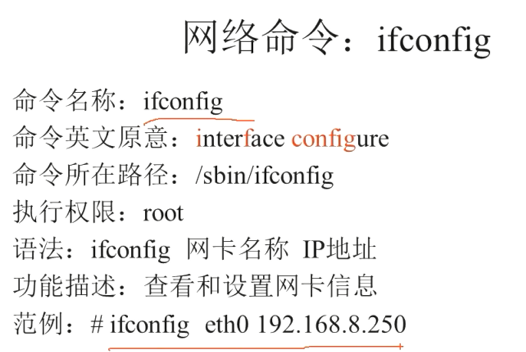 网络命令：ifconfig
命令名称：ifconfig
命令英文原意：interface configure
命令所在路径：/sbin/ifconfig
执行权限：root
语法：ifconfig 网卡名称 IP地址
功能描述：查看和设置网卡信息
范例：# ifconfig eth0 192.168.8.250